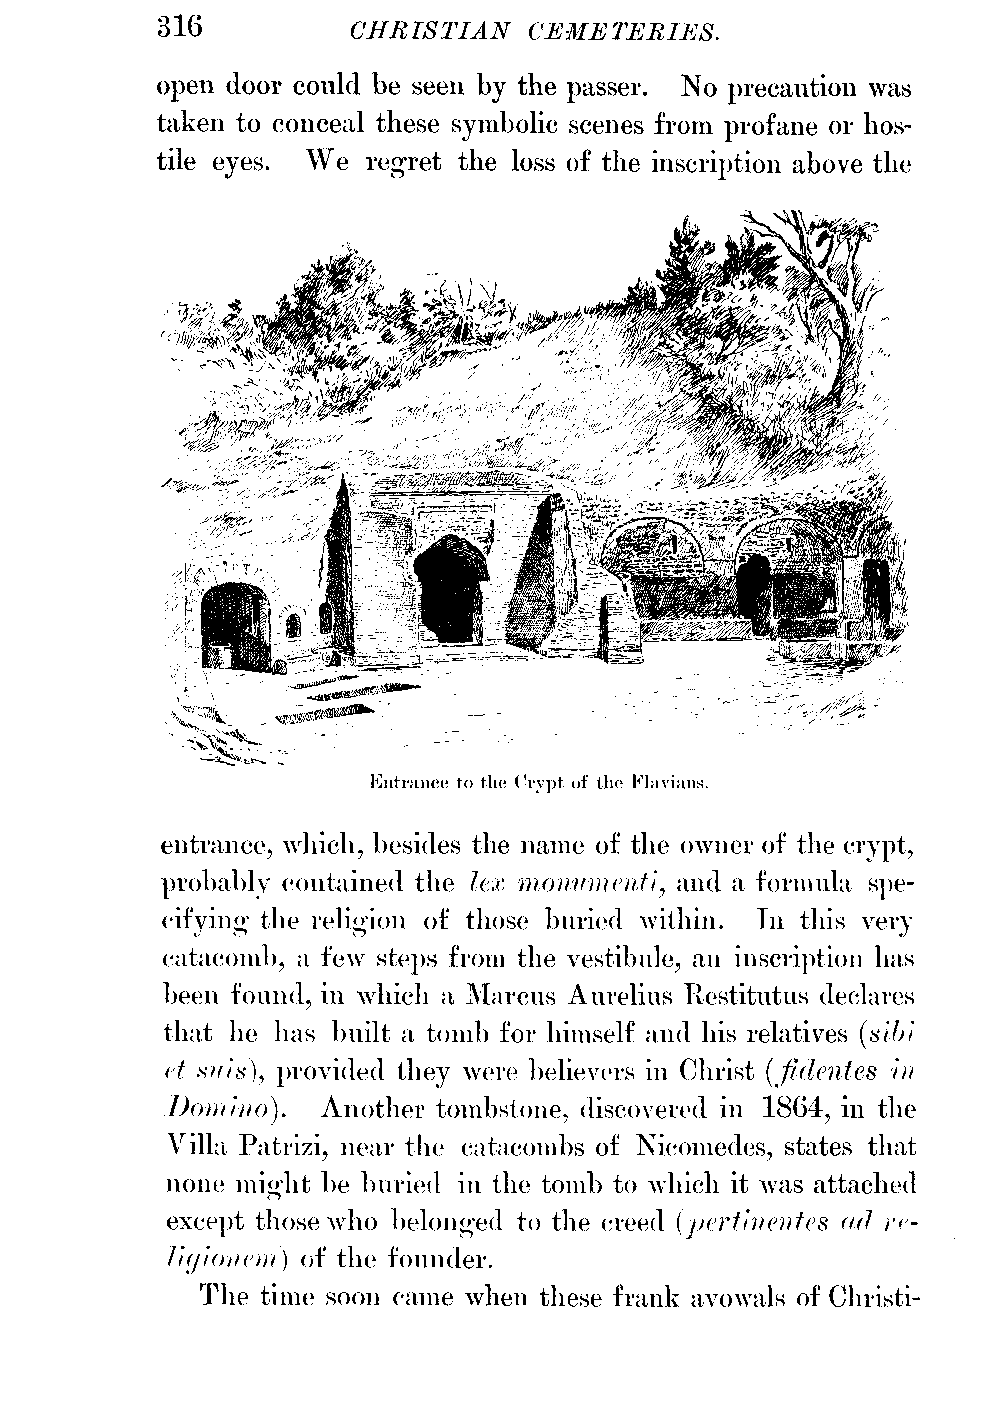 316 CHRISTIAN CEMETERIES.
open door could be seen by the passer. No precaution was
taken to conceal these symbolic scenes from profane or hos-
tile eyes. We regret the loss of the inscription above the
Entrance to the Crypt of the Flavians.
entrance, which, besides the name of the owner of the crypt,
probably contained the lex monumenti, and a formula spe-
cifying the religion of those buried within. In this very
catacomb, a few steps from the vestibule, an inscription has
been found, in which a Marcus Aurelius Restitutus declares
that he has built a tomb for himself and his relatives (sibi
et suis), provided they were believers in Christ (fidentes in
Domino). Another tombstone, discovered in 1864, in the
Villa Patrizi, near the catacombs of Nicomedes, states that
none might be buried in the tomb to which it was attached
except those who belonged to the creed (pertinentes ad re-
ligionem) of the founder.
The time soon came when these frank avowals of Christi-